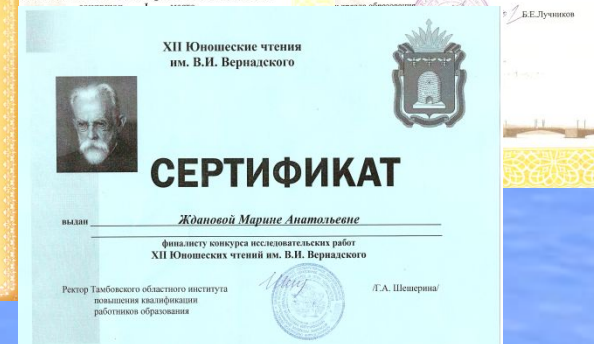 Б.Е.Лучников
XII Юношеские чтения
им. В.И. Вернадского
СЕРТИФИКАТ
выдан Ждановой Марине Анатольевне
финалисту конкурса исследовательских работ
XII Юношеских чтений им. В.И. Вернадского
Ректор Тамбовского областного института /Г.А. Шешерина/
повышения квалификации
работников образования